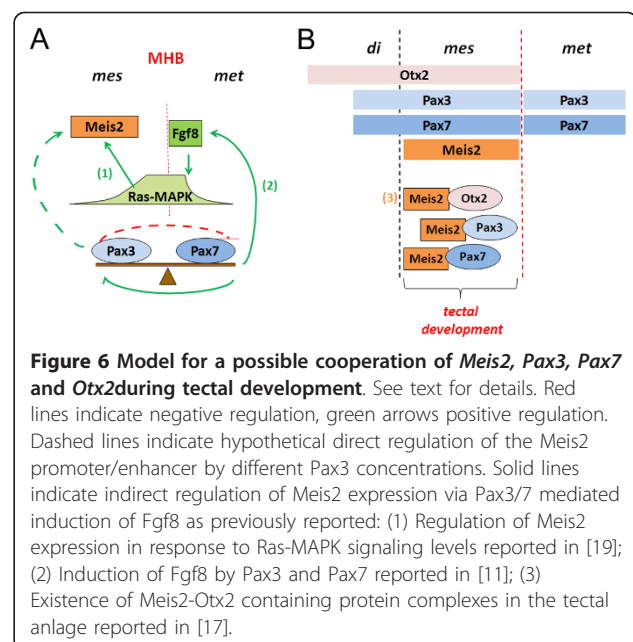 A
MHB
mes
met
Meis2
Fgf8
(1)
(2)
Ras-MAPK
Pax3
Pax7
B
di
mes
met
Otx2
Pax3
Pax3
Pax7
Pax7
Meis2
(3)
Meis2
Otx2
Meis2
Pax3
Meis2
Pax7
tectal
development
Figure 6 Model for a possible cooperation of Meis2, Pax3, Pax7
and Otx2during tectal development. See text for details. Red
lines indicate negative regulation, green arrows positive regulation.
Dashed lines indicate hypothetical direct regulation of the Meis2
promoter/enhancer by different Pax3 concentrations. Solid lines
indicate indirect regulation of Meis2 expression via Pax3/7 mediated
induction of Fgf8 as previously reported: (1) Regulation of Meis2
expression in response to Ras-MAPK signaling levels reported in [19];
(2) Induction of Fgf8 by Pax3 and Pax7 reported in [11]; (3)
Existence of Meis2-Otx2 containing protein complexes in the tectal
anlage reported in [17].